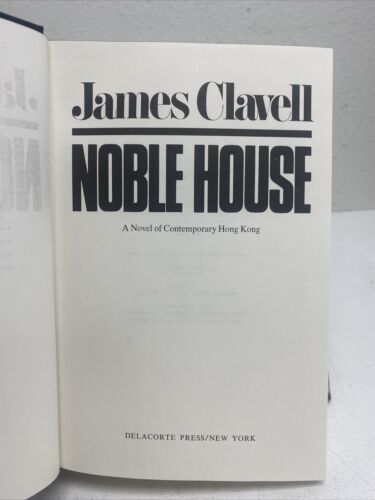 James Clavell
NOBLE HOUSE
A Novel of Contemporary Hong Kong
DELACORTE PRESS/NEW YORK